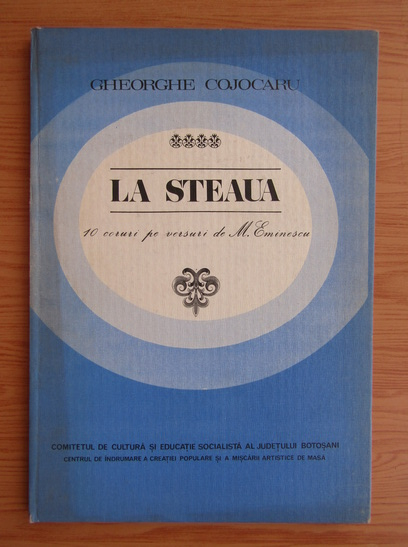 GHEORGHE COJOCARU
LA STEAUA
10 coruri pe versuri de M. Eminescu
COMITETUL DE CULTURĂ ȘI EDUCAȚIE SOCIALISTĂ AL JUDEȚULUI BOTOȘANI
CENTRUL DE ÎNDRUMARE A CREAȚIEI POPULARE ȘI A MIȘCĂRII ARTISTICE DE MASĂ